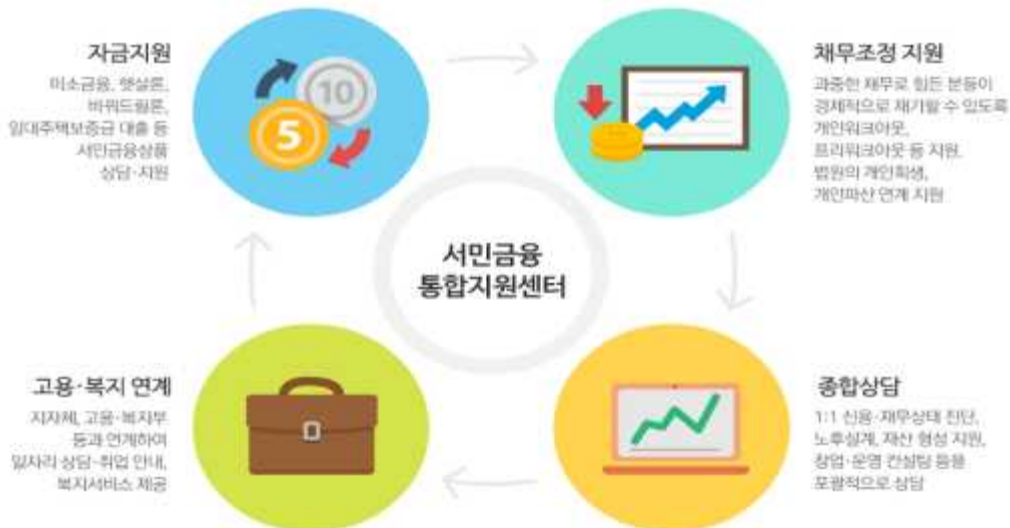 자금지원
미소금융, 햇살론,
바꿔드림론,
임대주택보증금 대출 등
서민금융상품
상담·지원
10
5
채무조정 지원
과중한 채무로 힘든 분들이
경제적으로 재기할 수 있도록
개인워크아웃,
프리워크아웃 등 지원,
법원의 개인회생,
개인파산 연계 지원
서민금융
통합지원센터
고용·복지 연계
지자체, 고용·복지부
등과 연계하여
일자리 상담·취업 안내,
복지서비스 제공
종합상담
1:1 신용·재무상태 진단,
노후설계, 재산 형성 지원,
창업·운영 컨설팅 등을
포괄적으로 상담